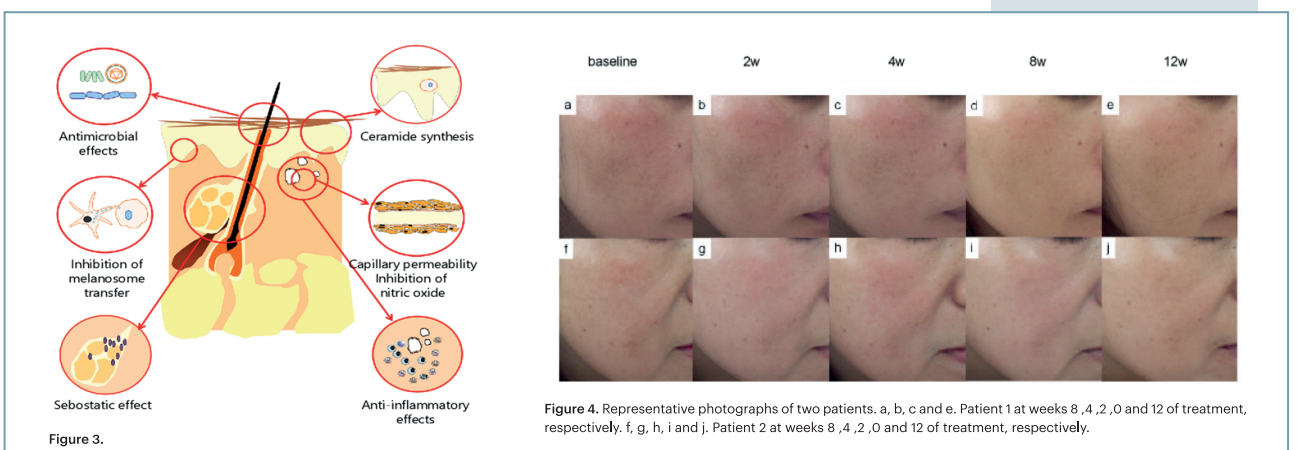 Antimicrobial
effects
Ceramide synthesis
Inhibition of
melanosome
transfer
Capillary permeability
Inhibition of
nitric oxide
Sebostatic effect
Anti-inflammatory
effects
Figure 3.
baseline 2w 4w 8w 12w
a b c d e
f g h i j
Figure 4. Representative photographs of two patients. a, b, c and e. Patient 1 at weeks 8 ,4 ,2 ,0 and 12 of treatment,
respectively. f, g, h, i and j. Patient 2 at weeks 8 ,4 ,2 ,0 and 12 of treatment, respectively.